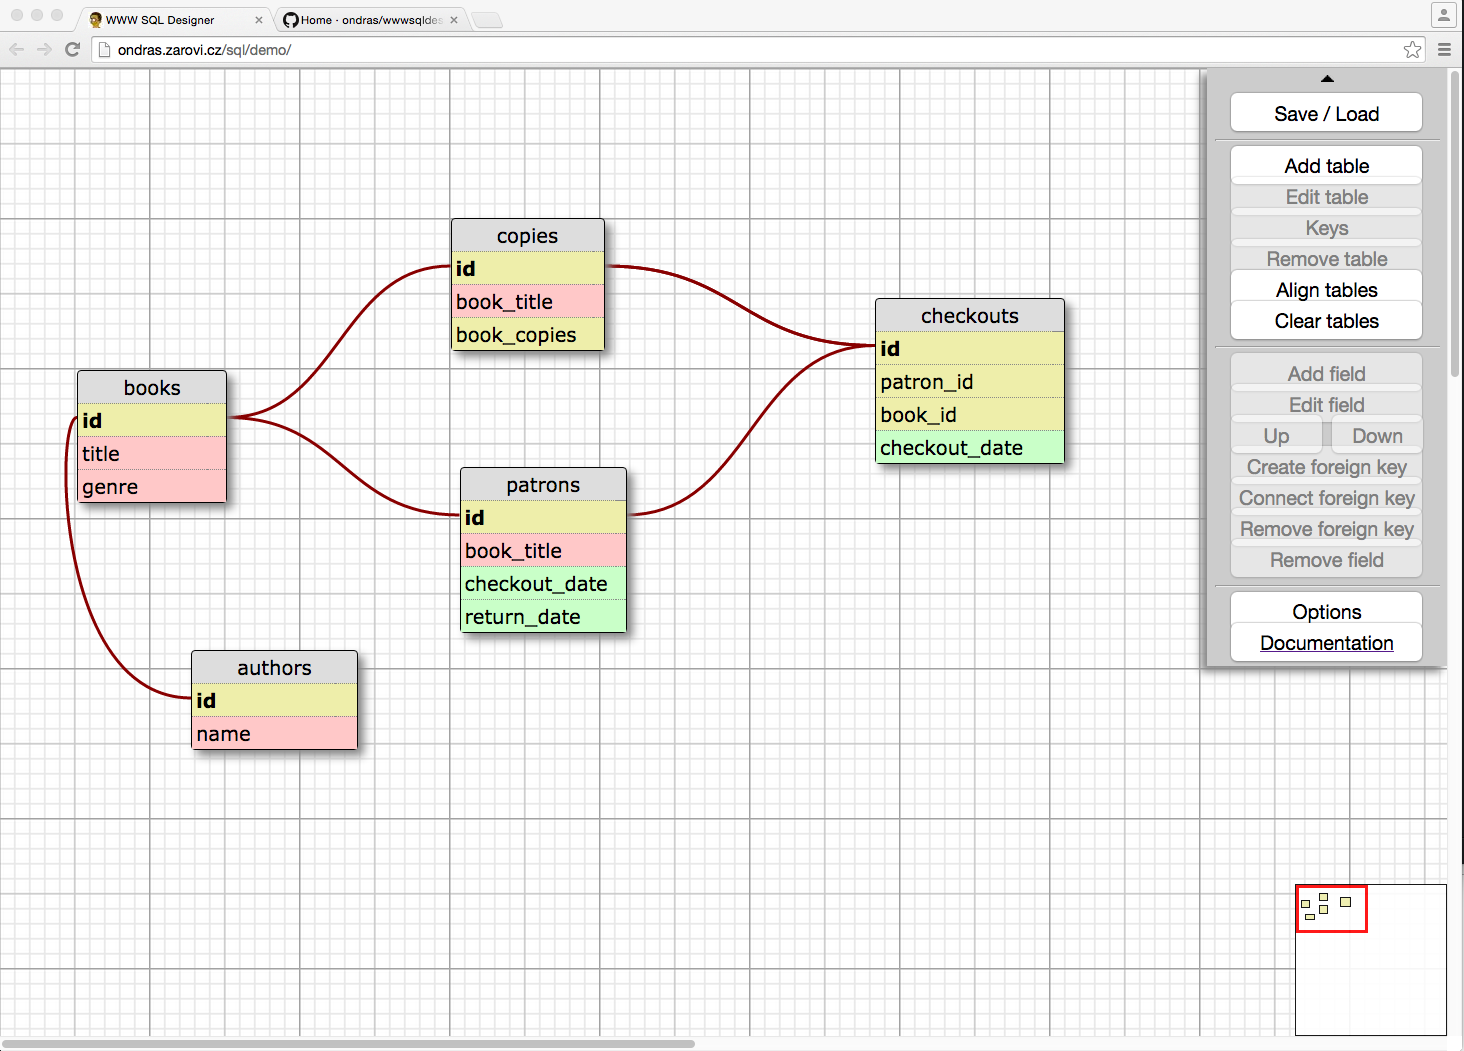 WWW SQL Designer
Home · ondras/wwwsqldes
ondras.zarovi.cz/sql/demo/
Save / Load
Add table
Edit table
Keys
Remove table
Align tables
Clear tables
Add field
Edit field
Up Down
Create foreign key
Connect foreign key
Remove foreign key
Remove field
Options
Documentation
copies
id
book_title
book_copies
checkouts
id
patron_id
book_id
checkout_date
books
id
title
genre
patrons
id
book_title
checkout_date
return_date
authors
id
name